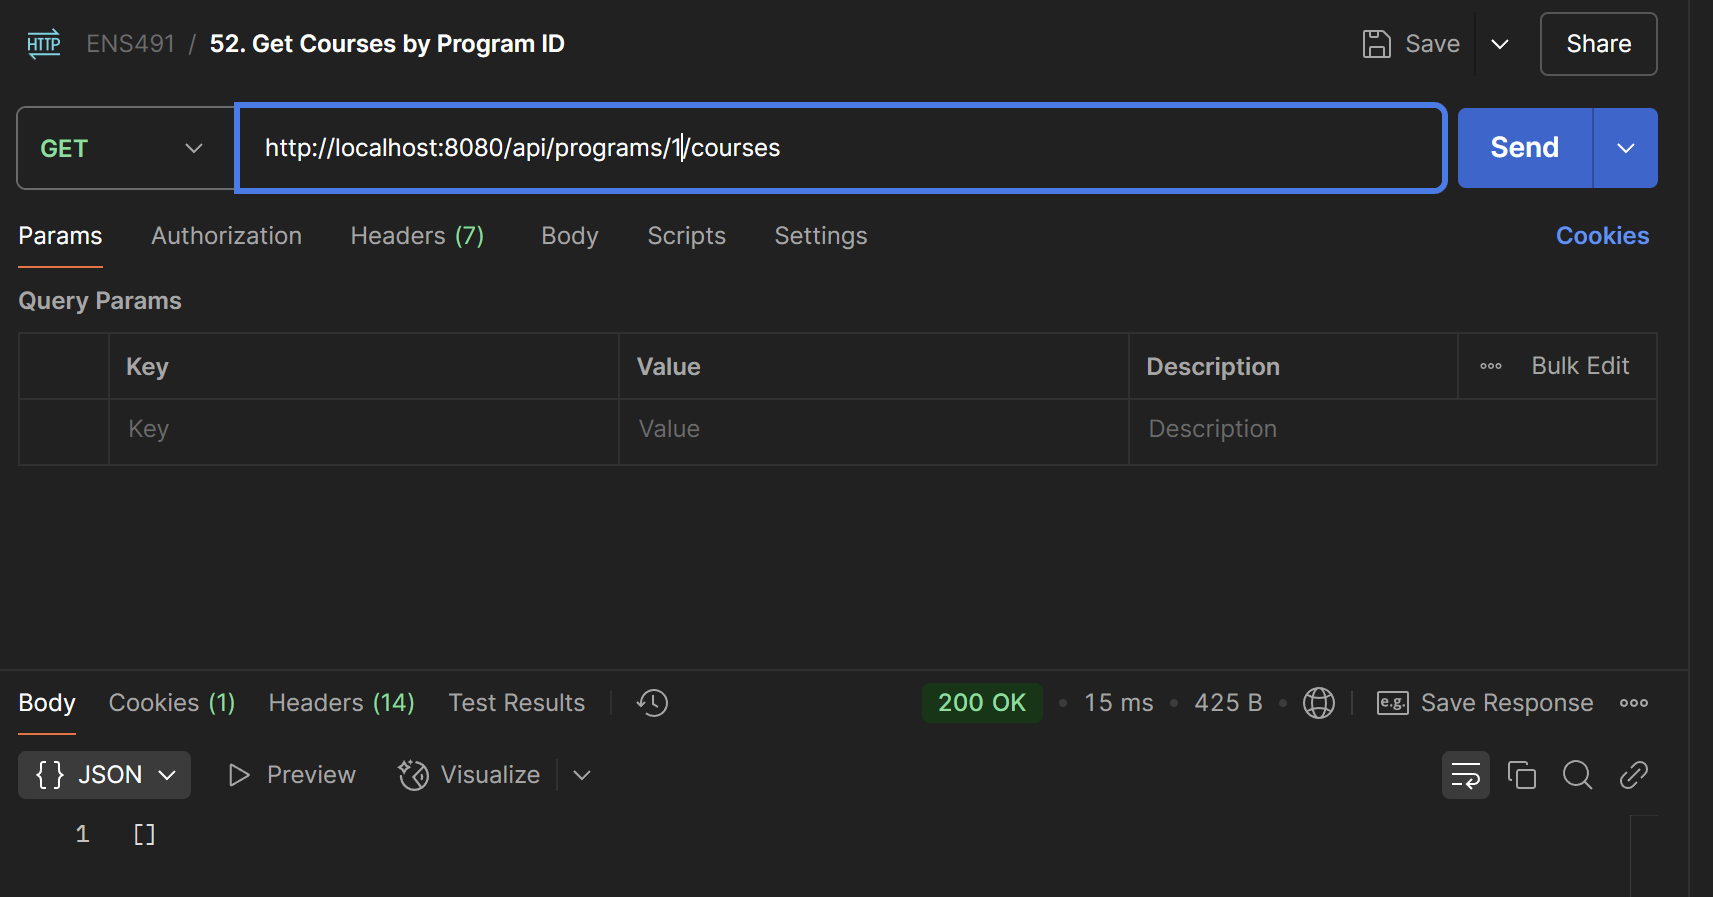 HTTP ENS491 / 52. Get Courses by Program ID Save Share
GET http://localhost:8080/api/programs/1/courses Send
Params Authorization Headers (7) Body Scripts Settings Cookies
Query Params
Key Value Description Bulk Edit
Key Value Description
Body Cookies (1) Headers (14) Test Results 200 OK • 15 ms • 425 B • e.g. Save Response
{} JSON Preview Visualize
1 []